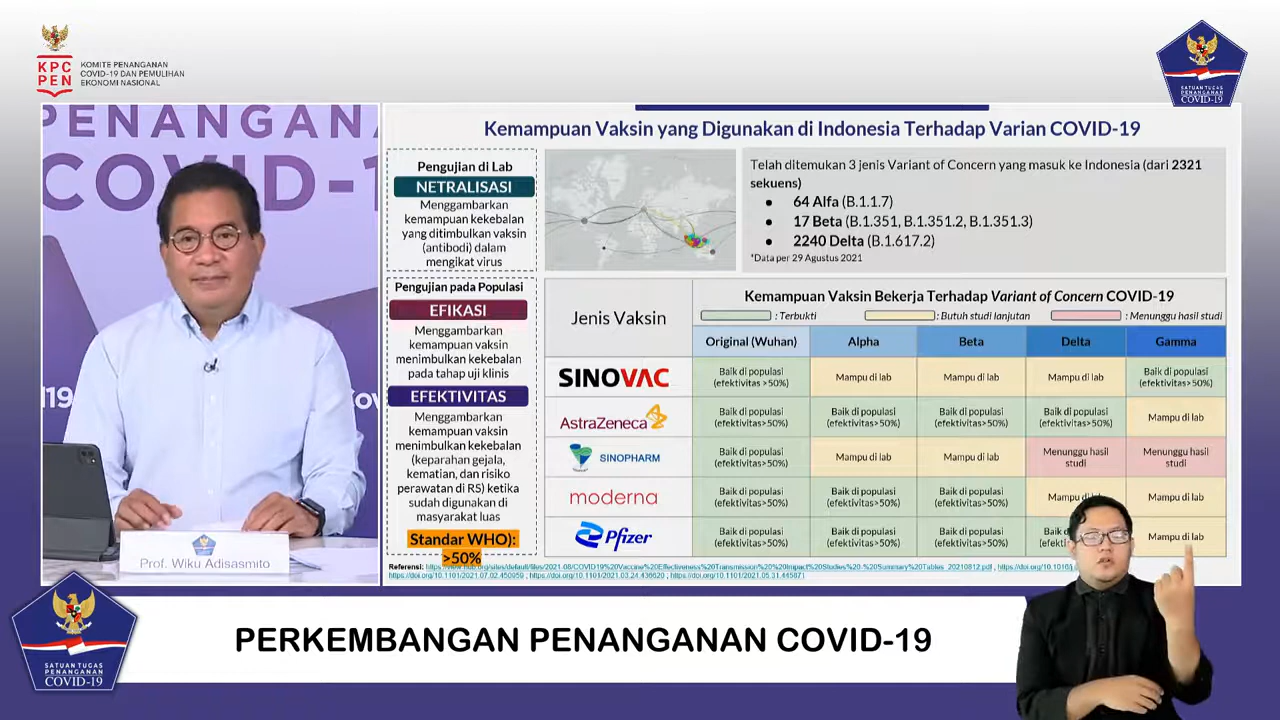 KPC
PEN
KOMITE PENANGANAN
COVID-19 DAN PEMULIHAN
EKONOMI NASIONAL
SATUAN TUGAS
PENANGANAN
COVID-19
PENANGANA
COVID-1
Prof. Wiku Adisasmito
Kemampuan Vaksin yang Digunakan di Indonesia Terhadap Varian COVID-19
Pengujian di Lab
NETRALISASI
Menggambarkan
kemampuan kekebalan
yang ditimbulkan vaksin
(antibodi) dalam
mengikat virus
Pengujian pada Populasi
EFIKASI
Menggambarkan
kemampuan vaksin
menimbulkan kekebalan
pada tahap uji klinis
EFEKTIVITAS
Menggambarkan
kemampuan vaksin
menimbulkan kekebalan
(keparahan gejala,
kematian, dan risiko
perawatan di RS) ketika
sudah digunakan di
masyarakat luas
Standar WHO):
>50%
Telah ditemukan 3 jenis Variant of Concern yang masuk ke Indonesia (dari 2321
sekuens)
● 64 Alfa (B.1.1.7)
● 17 Beta (B.1.351, B.1.351.2, B.1.351.3)
● 2240 Delta (B.1.617.2)
*Data per 29 Agustus 2021
Jenis Vaksin
Kemampuan Vaksin Bekerja Terhadap Variant of Concern COVID-19
: Terbukti : Butuh studi lanjutan : Menunggu hasil studi
Original (Wuhan) Alpha Beta Delta Gamma
SINOVAC
Baik di populasi (efektivitas >50%)
Mampu di lab
Mampu di lab
Mampu di lab
Baik di populasi (efektivitas >50%)
AstraZeneca
Baik di populasi (efektivitas>50%)
Baik di populasi (efektivitas>50%)
Baik di populasi (efektivitas>50%)
Baik di populasi (efektivitas>50%)
Mampu di lab
SINOPHARM
Baik di populasi (efektivitas>50%)
Mampu di lab
Mampu di lab
Menunggu hasil studi
Menunggu hasil studi
moderna
Baik di populasi (efektivitas>50%)
Baik di populasi (efektivitas>50%)
Baik di populasi (efektivitas>50%)
Mampu di lab
Mampu di lab
Pfizer
Baik di populasi (efektivitas>50%)
Baik di populasi (efektivitas>50%)
Baik di populasi (efektivitas>50%)
Baik di
Mampu di lab
Referensi:
PERKEMBANGAN PENANGANAN COVID-19
SATUAN TUGAS
PENANGANAN
COVID-19